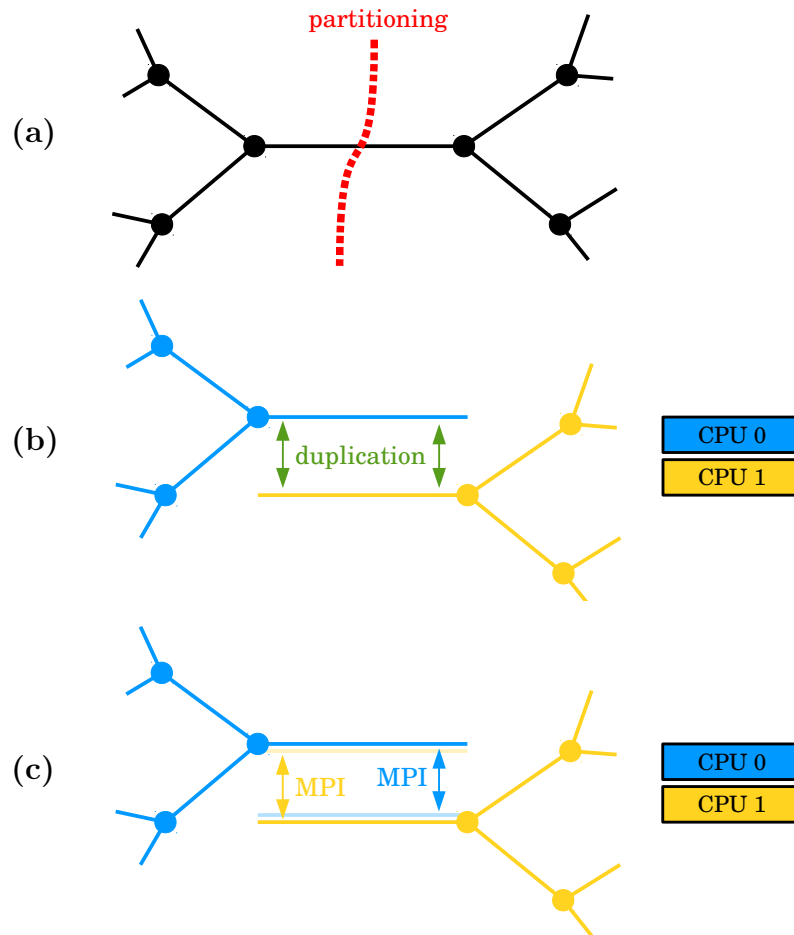 partitioning
(a)
(b)
duplication
CPU 0
CPU 1
(c)
MPI
MPI
CPU 0
CPU 1